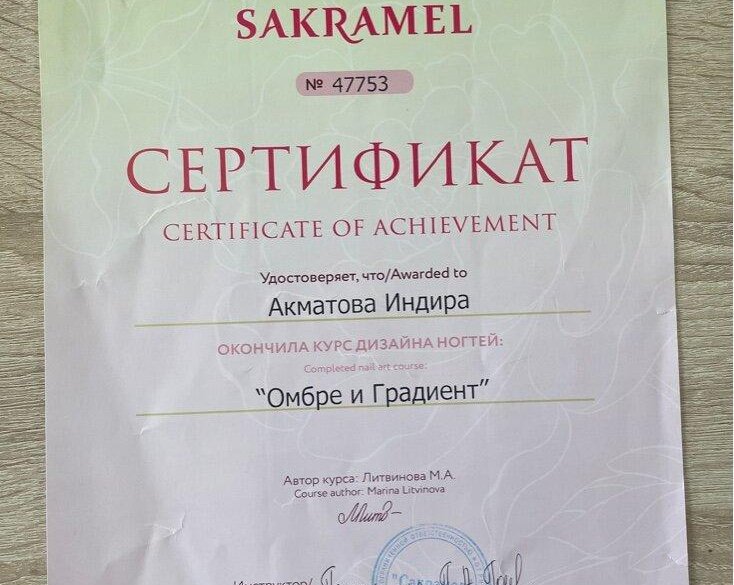 SAKRAMEL
№ 47753
СЕРТИФИКАТ
CERTIFICATE OF ACHIEVEMENT
Удостоверяет, что/Awarded to
Акматова Индира
ОКОНЧИЛА КУРС ДИЗАЙНА НОГТЕЙ:
Completed nail art course:
“Омбре и Градиент”
Автор курса: Литвинова М.А.
Course author: Marina Litvinova
Инструктор/